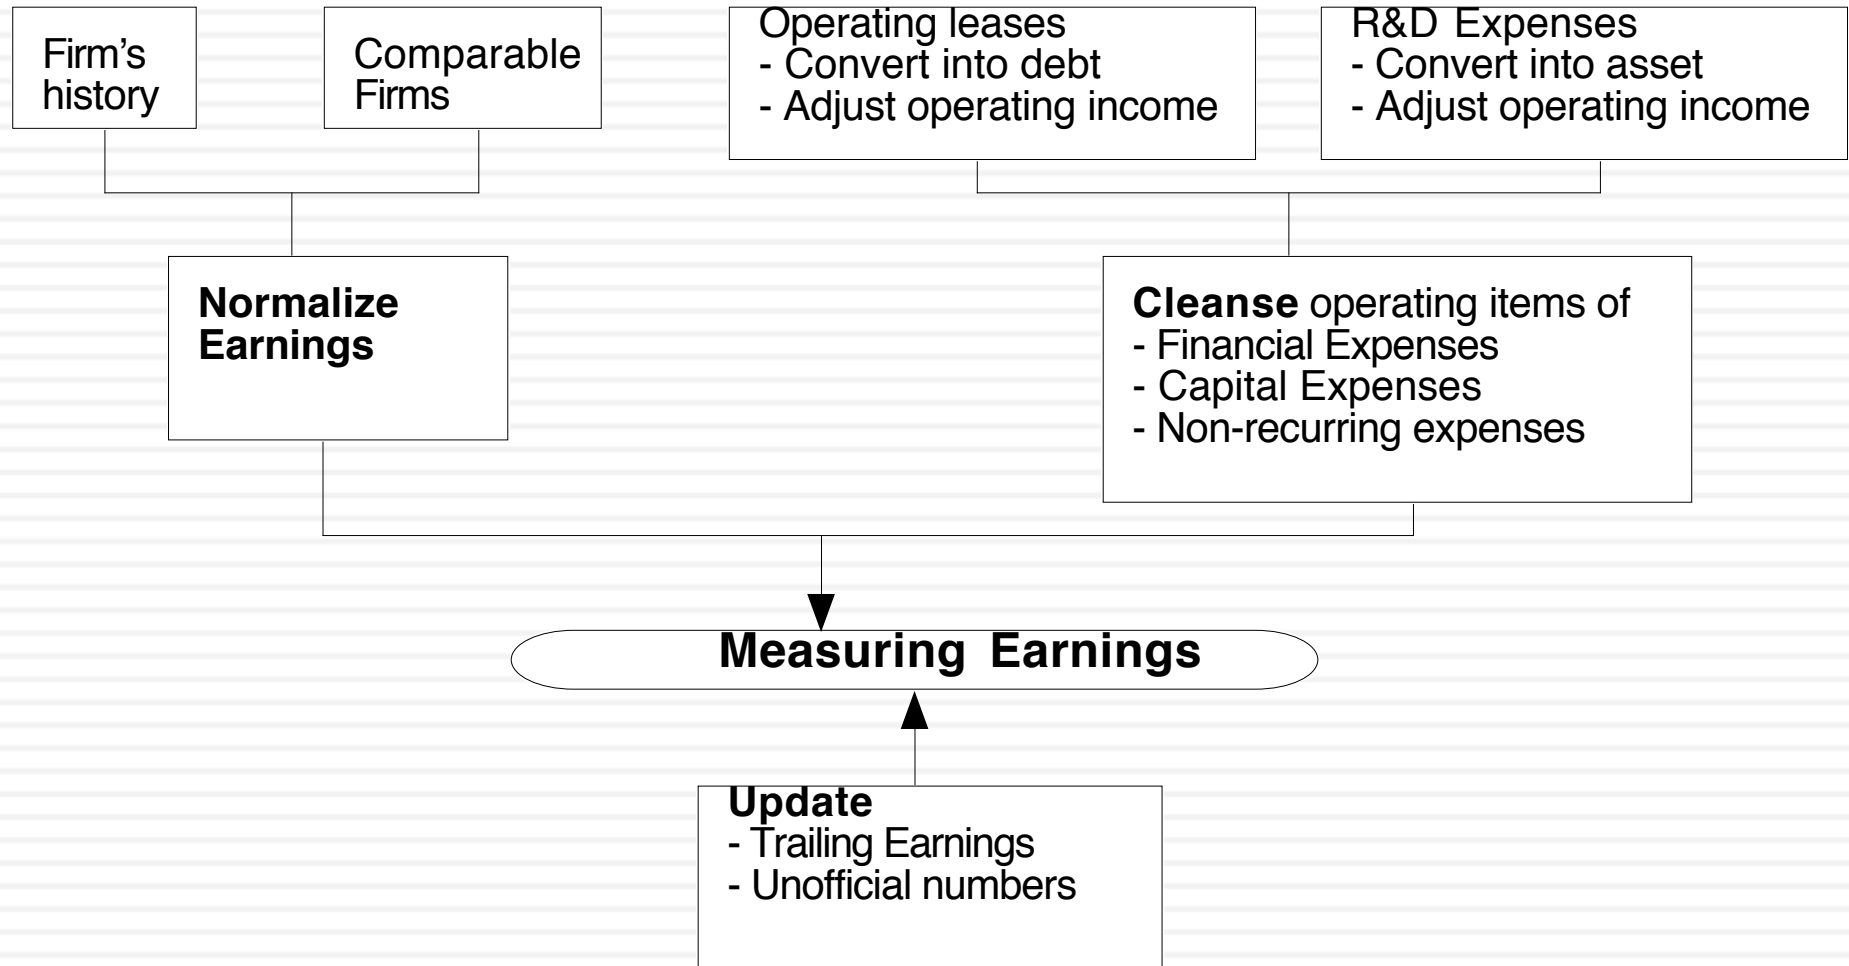 Firm’s
history
Comparable
Firms
Operating leases
- Convert into debt
- Adjust operating income
R&D Expenses
- Convert into asset
- Adjust operating income
Normalize
Earnings
Cleanse operating items of
- Financial Expenses
- Capital Expenses
- Non-recurring expenses
Measuring Earnings
Update
- Trailing Earnings
- Unofficial numbers